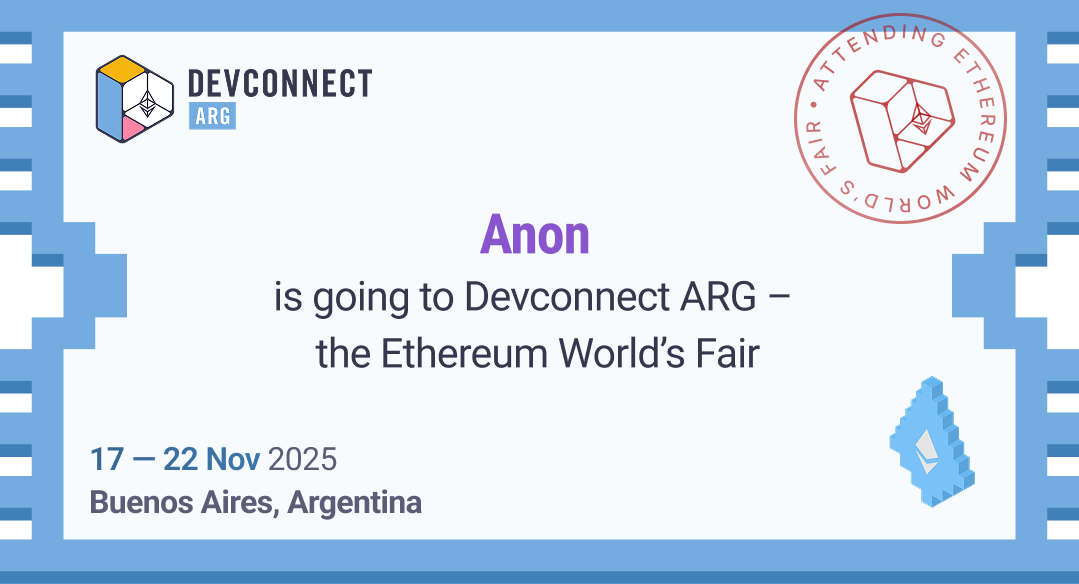 DEVCONNECT
ARG
ATTENDING ETHEREUM WORLD'S FAIR •
Anon
is going to Devconnect ARG –
the Ethereum World’s Fair
17 — 22 Nov 2025
Buenos Aires, Argentina